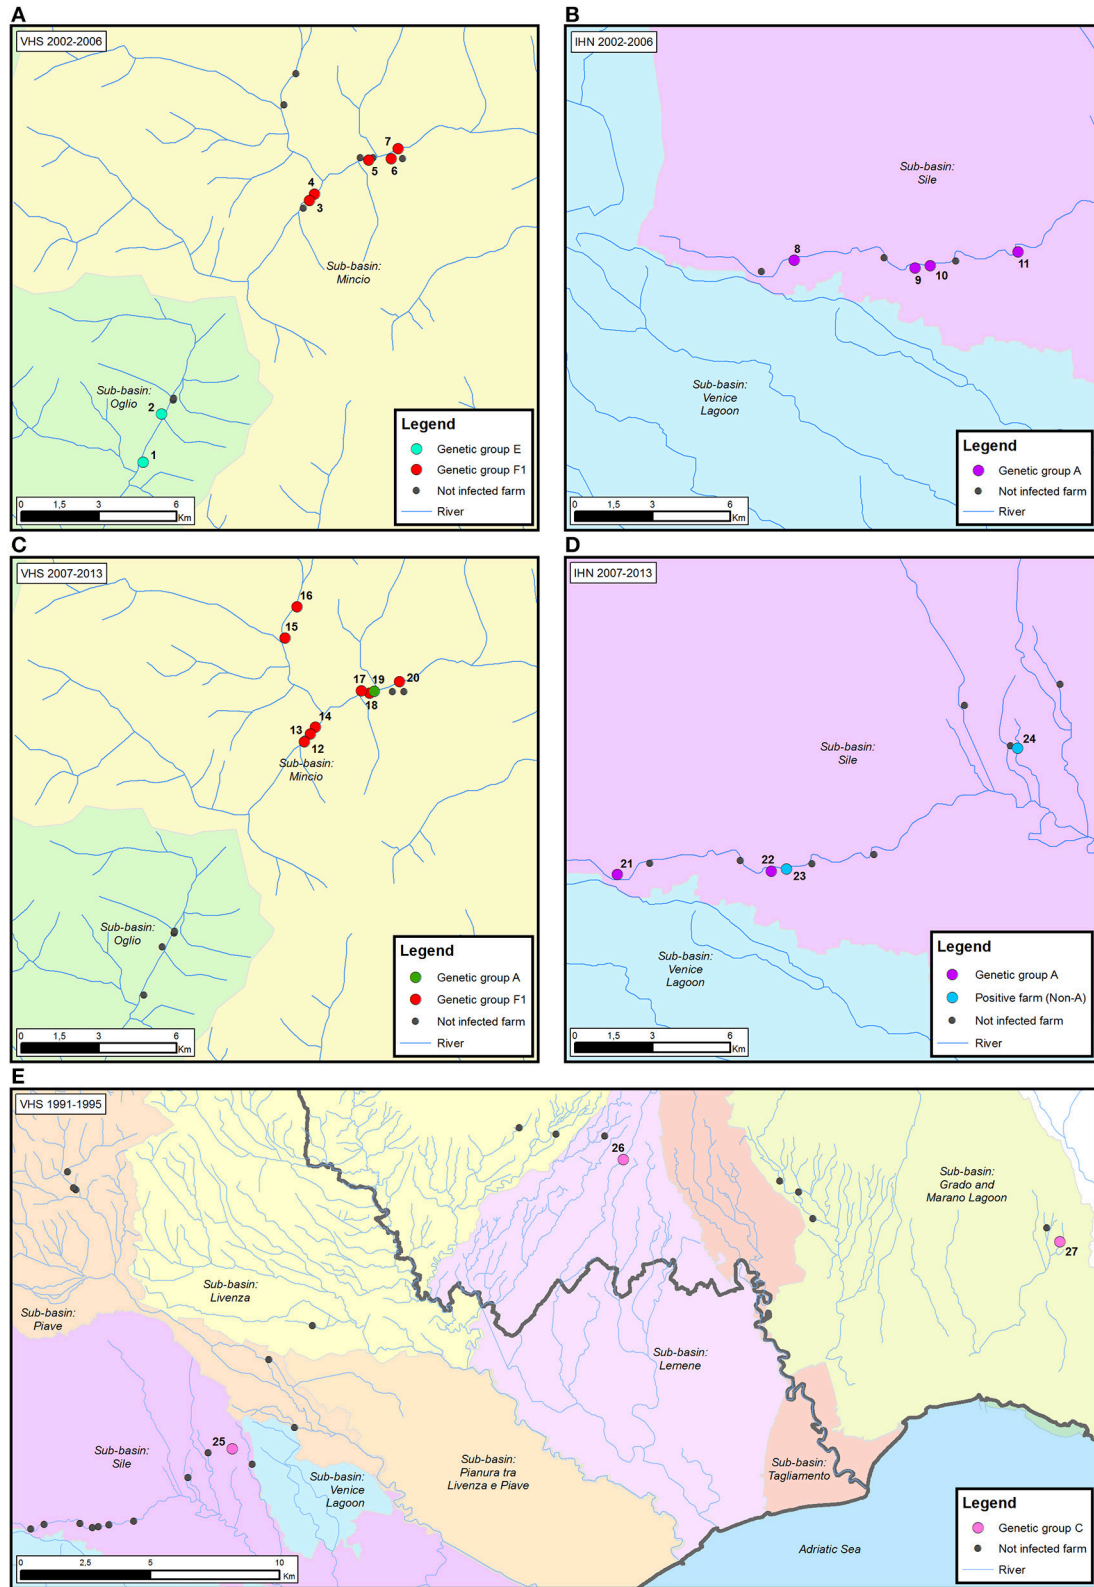 A
VHS 2002-2006
7
5
6
4
3
Sub-basin:
Mincio
Sub-basin:
Oglio
2
1
Legend
Genetic group E
Genetic group F1
Not infected farm
River
0
1,5
3
6
Km
B
IHN 2002-2006
Sub-basin:
Sile
8
9
10
11
Sub-basin:
Venice
Lagoon
Legend
Genetic group A
Not infected farm
River
0
1,5
3
6
Km
C
VHS 2007-2013
16
15
17
19
20
18
14
13
12
Sub-basin:
Mincio
Sub-basin:
Oglio
Legend
Genetic group A
Genetic group F1
Not infected farm
River
0
1,5
3
6
Km
D
IHN 2007-2013
24
Sub-basin:
Sile
21
22
23
Sub-basin:
Venice
Lagoon
Legend
Genetic group A
Positive farm (Non-A)
Not infected farm
River
0
1,5
3
6
Km
E
VHS 1991-1995
26
Sub-basin:
Grado and
Marano Lagoon
27
Sub-basin:
Livenza
Sub-basin:
Piave
Sub-basin:
Lemene
25
Sub-basin:
Sile
Sub-basin:
Venice
Lagoon
Sub-basin:
Pianura tra
Livenza e Piave
Sub-basin:
Tagliamento
Adriatic Sea
Legend
Genetic group C
Not infected farm
River
0
2,5
5
10
Km